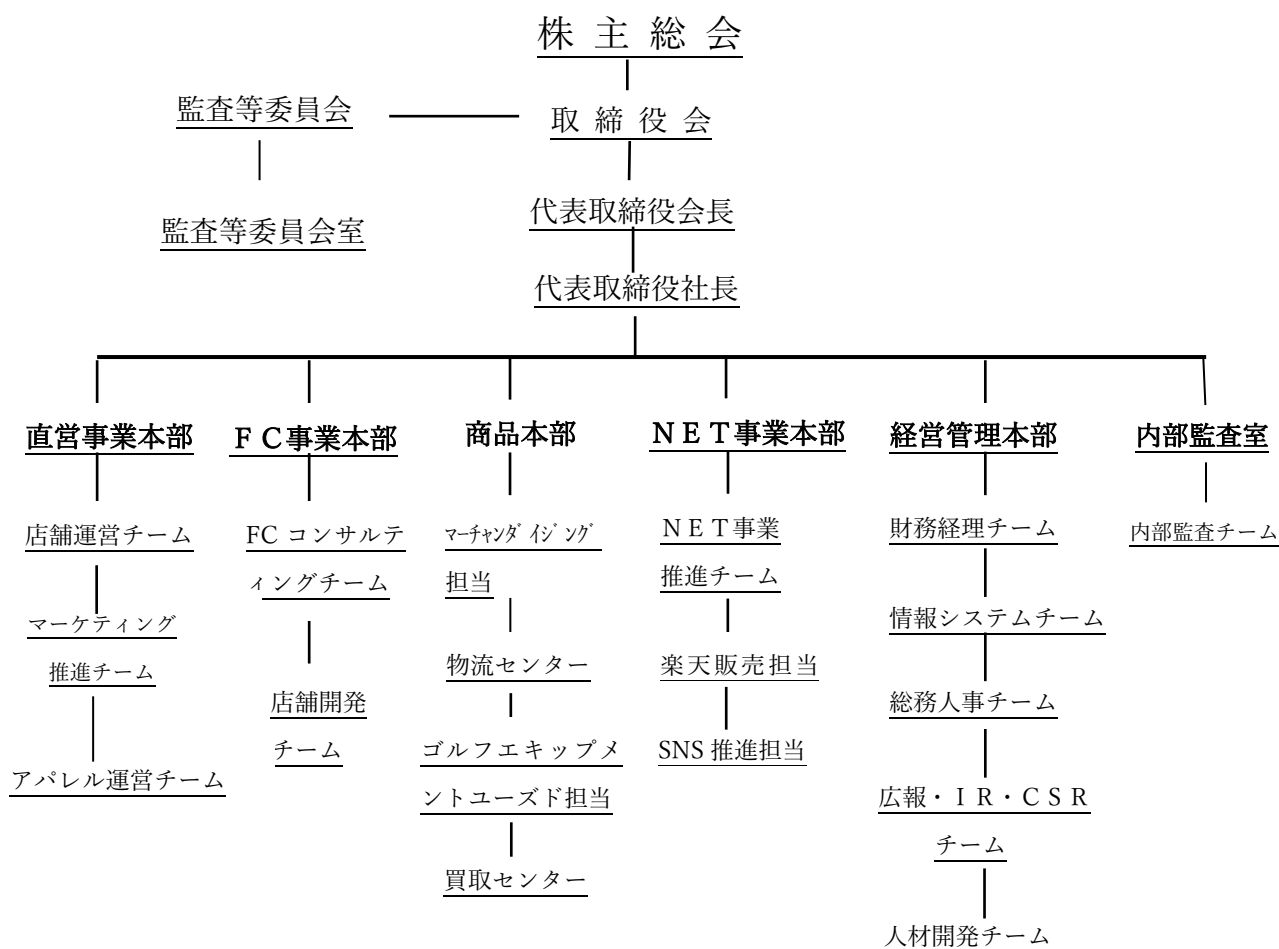 株 主 総 会
監査等委員会
取 締 役 会
監査等委員会室
代表取締役会長
代表取締役社長
直営事業本部
店舗運営チーム
マーケティング
推進チーム
アパレル運営チーム
ＦＣ事業本部
FC コンサルテ
ィングチーム
店舗開発
チーム
商品本部
ﾏｰﾁｬﾝﾀﾞｲｼﾞﾝｸﾞ
担当
物流センター
ゴルフエキップメ
ントユーズド担当
買取センター
ＮＥＴ事業本部
ＮＥＴ事業
推進チーム
楽天販売担当
SNS 推進担当
経営管理本部
財務経理チーム
情報システムチーム
総務人事チーム
広報・ＩＲ・ＣＳＲ
チーム
人材開発チーム
内部監査室
内部監査チーム